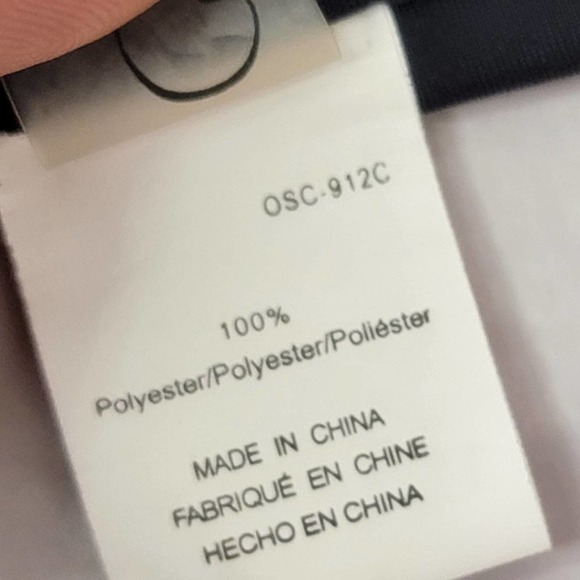 OSC-912C
100%
Polyester/Polyester/Poliéster
MADE IN CHINA
FABRIQUÉ EN CHINE
HECHO EN CHINA